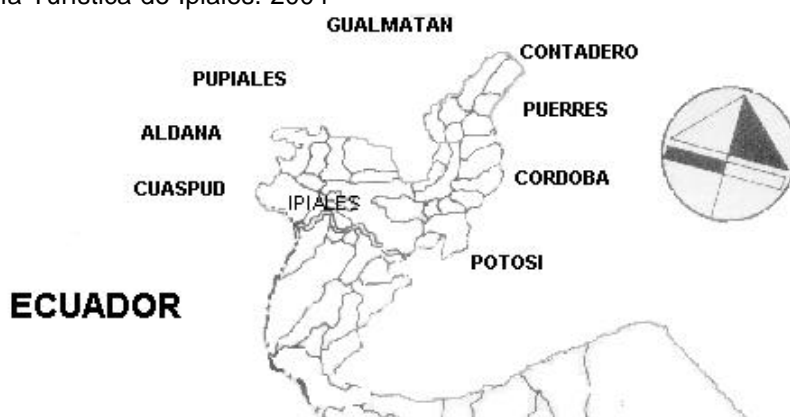 Turística de Ipiales. 2004
GUALMATAN
CONTADERO
PUPIALES
PUERRES
ALDANA
CUASPUD
CORDOBA
IPIALES
POTOSI
ECUADOR